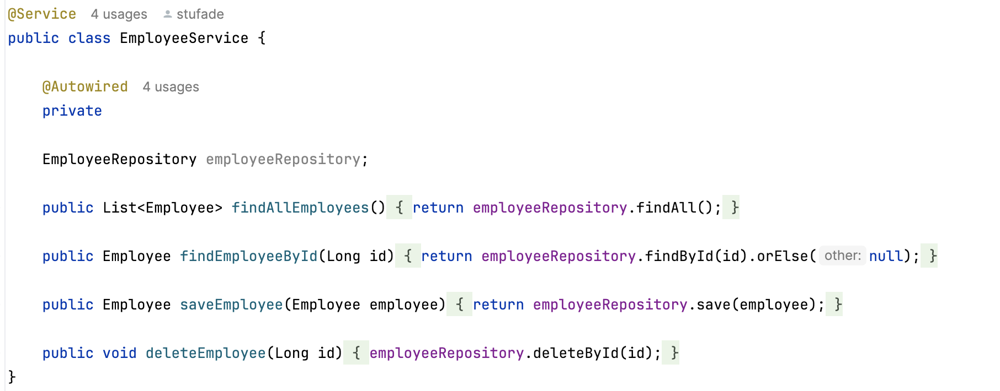 @Service 4 usages stufade
public class EmployeeService {
@Autowired 4 usages
private
EmployeeRepository employeeRepository;
public List<Employee> findAllEmployees() { return employeeRepository.findAll(); }
public Employee findEmployeeById(Long id) { return employeeRepository.findById(id).orElse( other: null); }
public Employee saveEmployee(Employee employee) { return employeeRepository.save(employee); }
public void deleteEmployee(Long id) { employeeRepository.deleteById(id); }
}